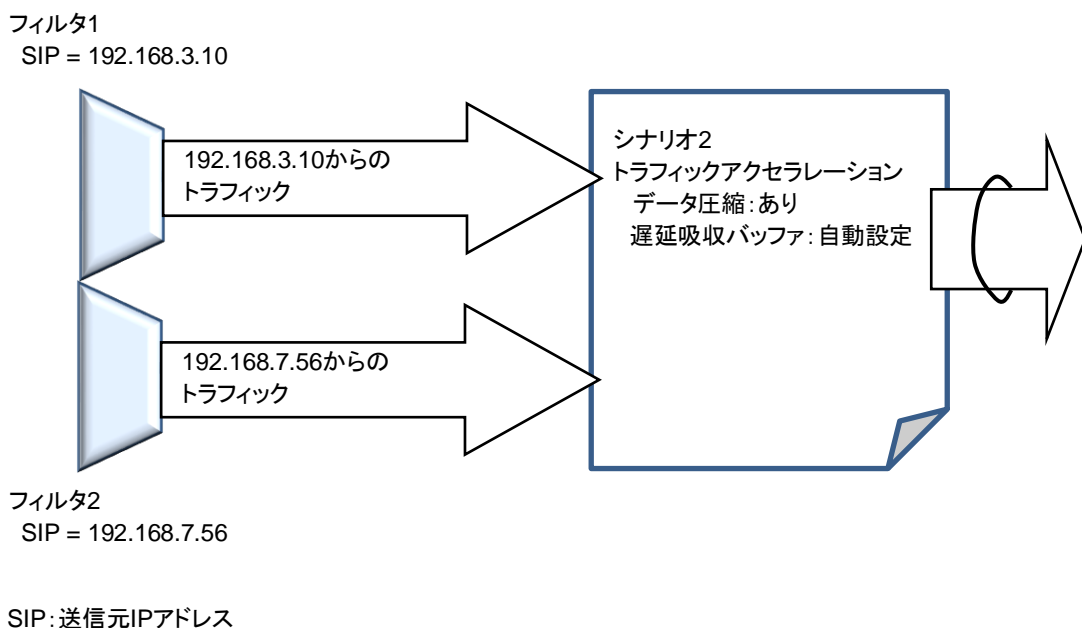 フィルタ1
SIP = 192.168.3.10
192.168.3.10からの
トラフィック
シナリオ2
トラフィックアクセラレーション
データ圧縮:あり
遅延吸収バッファ:自動設定
192.168.7.56からの
トラフィック
フィルタ2
SIP = 192.168.7.56
SIP:送信元IPアドレス